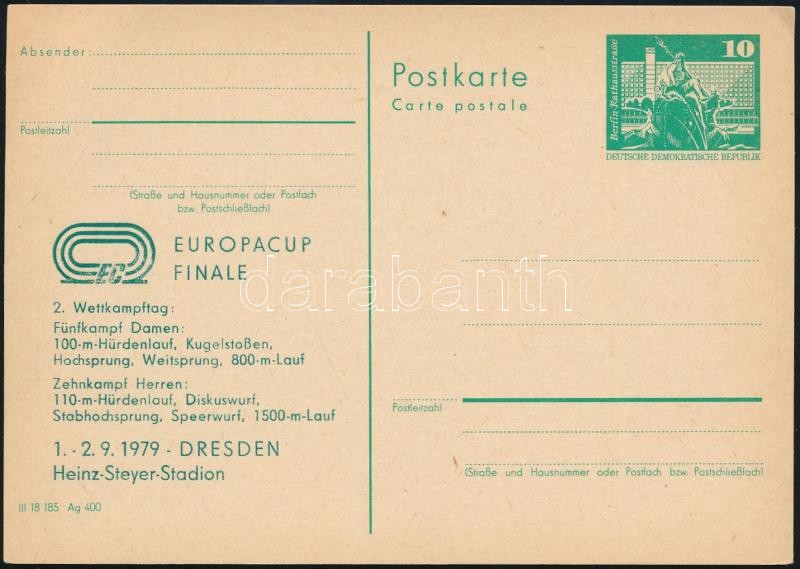 Absender:
Postleitzahl
(Straße und Hausnummer oder Postfach
bzw. Postschließfach)
EC
EUROPACUP
FINALE
2. Wettkampftag:
Fünfkampf Damen:
100-m-Hürdenlauf, Kugelstoßen,
Hochsprung, Weitsprung, 800-m-Lauf
Zehnkampf Herren:
110-m-Hürdenlauf, Diskuswurf,
Stabhochsprung, Speerwurf, 1500-m-Lauf
1. - 2. 9. 1979 - DRESDEN
Heinz-Steyer-Stadion
III 18 185 Ag 400
Postkarte
Carte postale
Berlin · Rathausstraße
10
DEUTSCHE DEMOKRATISCHE REPUBLIK
Postleitzahl
(Straße und Hausnummer oder Postfach bzw. Postschließfach)
darabanth